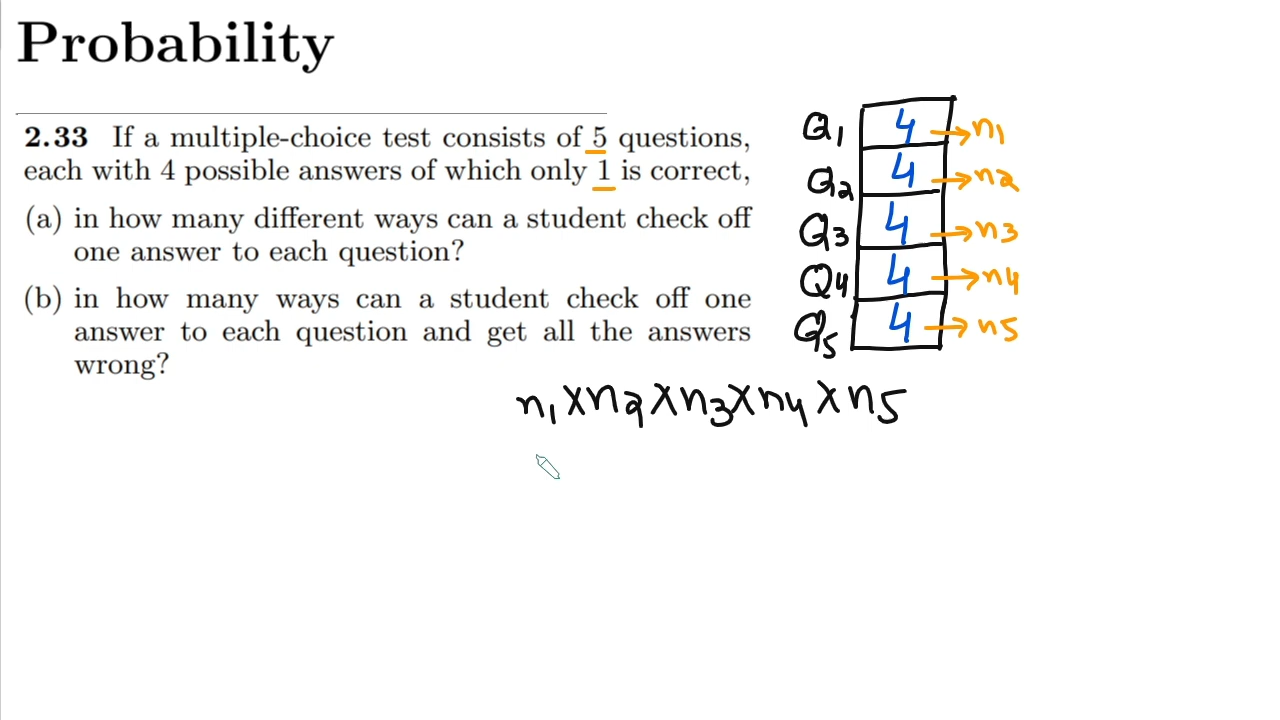 Probability
2.33 If a multiple-choice test consists of 5 questions,
each with 4 possible answers of which only 1 is correct,
(a) in how many different ways can a student check off
one answer to each question?
(b) in how many ways can a student check off one
answer to each question and get all the answers
wrong?
Q1 4 → n1
Q2 4 → n2
Q3 4 → n3
Q4 4 → n4
Q5 4 → n5
n1 × n2 × n3 × n4 × n5